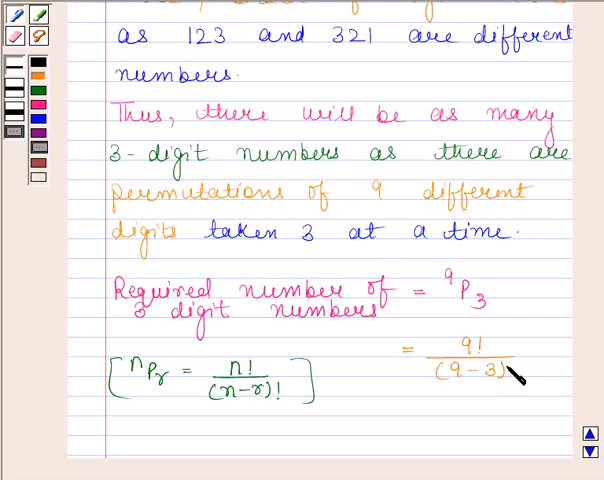 as 123 and 321 are different
numbers.
Thus, there will be as many
3-digit numbers as there are
permutations of 9 different
digits taken 3 at a time.
Required number of = ⁹P₃
3 digit numbers
= 9! / (9-3)
[ ⁿPᵣ = n! / (n-r)! ]